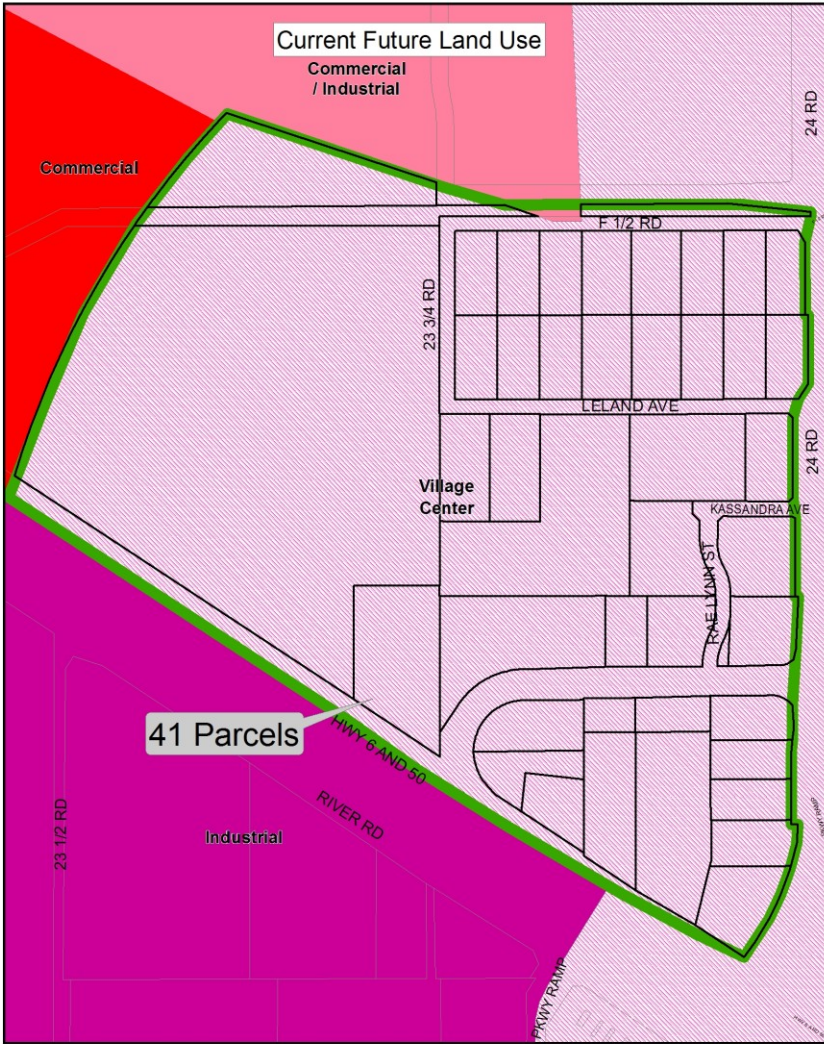 Current Future Land Use
Commercial
/ Industrial
24 RD
Commercial
F 1/2 RD
23 3/4 RD
LELAND AVE
24 RD
Village
Center
KASSANDRA AVE
RAE LYNN ST
41 Parcels
HWY 6 AND 50
RIVER RD
23 1/2 RD
Industrial
PKWY RAMP
PKWY RAMP